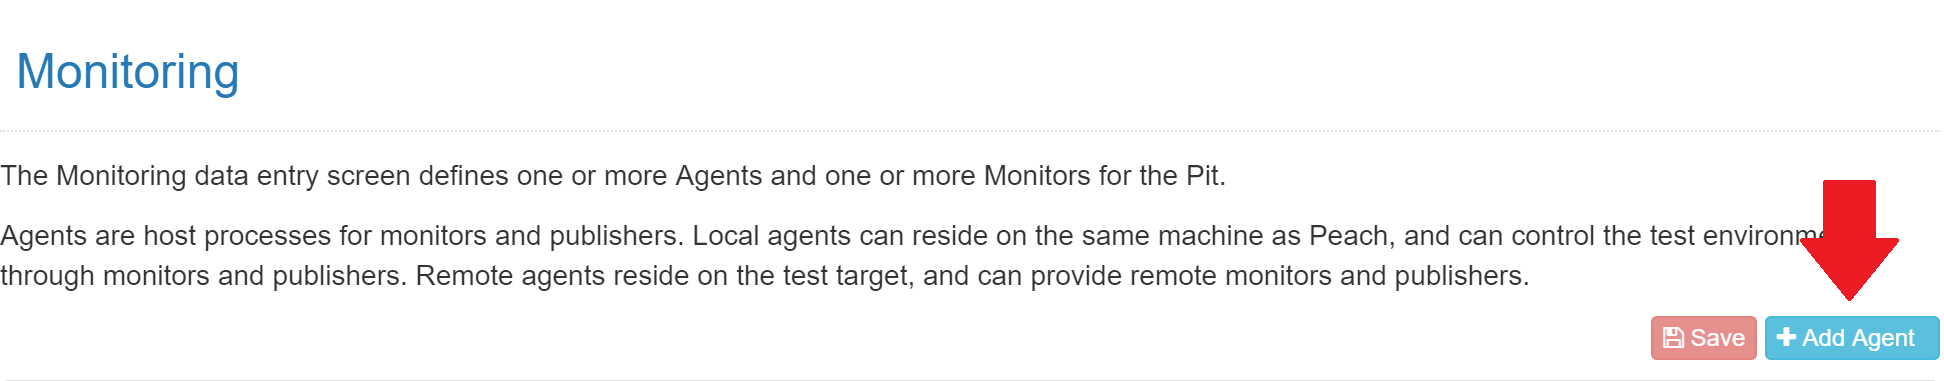 Monitoring
The Monitoring data entry screen defines one or more Agents and one or more Monitors for the Pit.
Agents are host processes for monitors and publishers. Local agents can reside on the same machine as Peach, and can control the test
through monitors and publishers. Remote agents reside on the test target, and can provide remote monitors and publishers.
Save
Add Agent